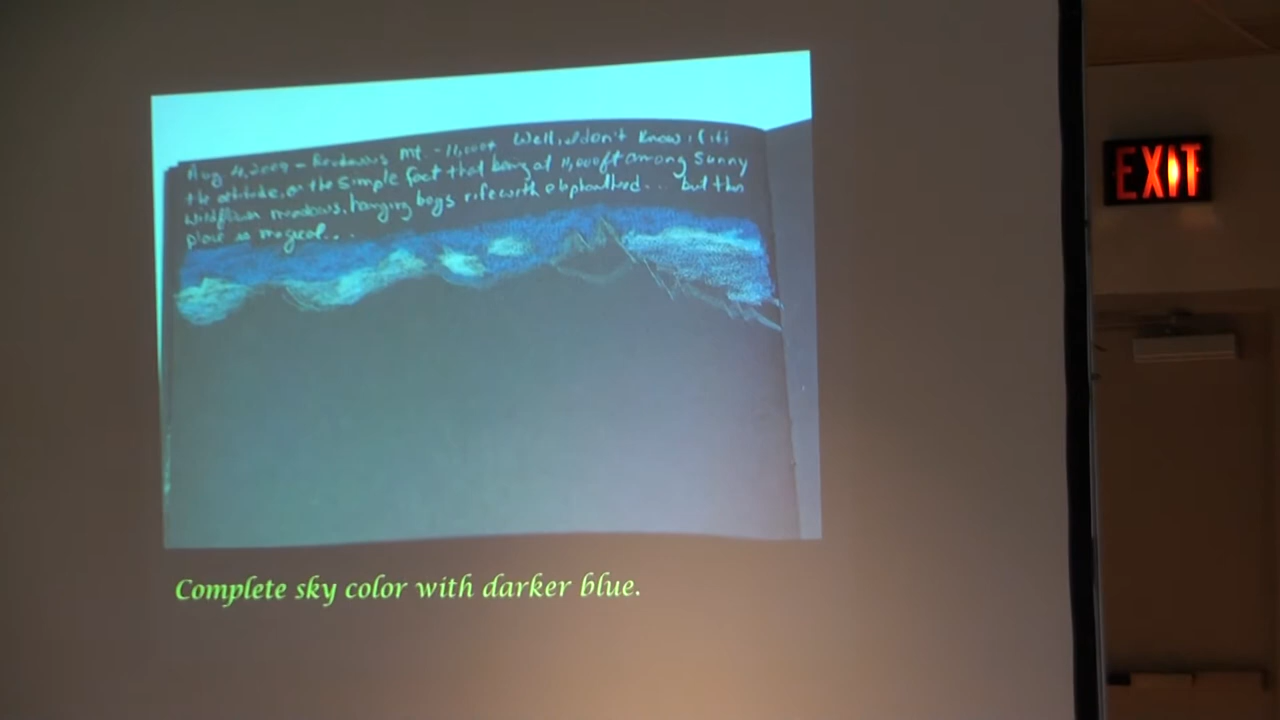 Aug 4, 2009 - Mt. - 11,000ft Well, I don't know if it's
the altitude, or the simple fact that being at 11,000ft among sunny
wildflower meadows, hanging bogs rife with elephanthead... but this
place is magical...
Complete sky color with darker blue.
EXIT